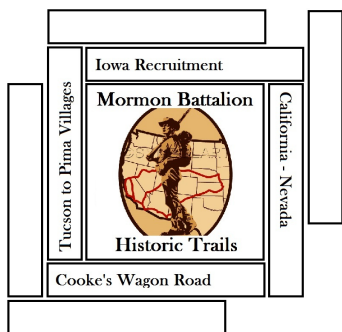 Iowa Recruitment
Mormon Battalion
Tucson to Pima Villages
California - Nevada
Historic Trails
Cooke's Wagon Road